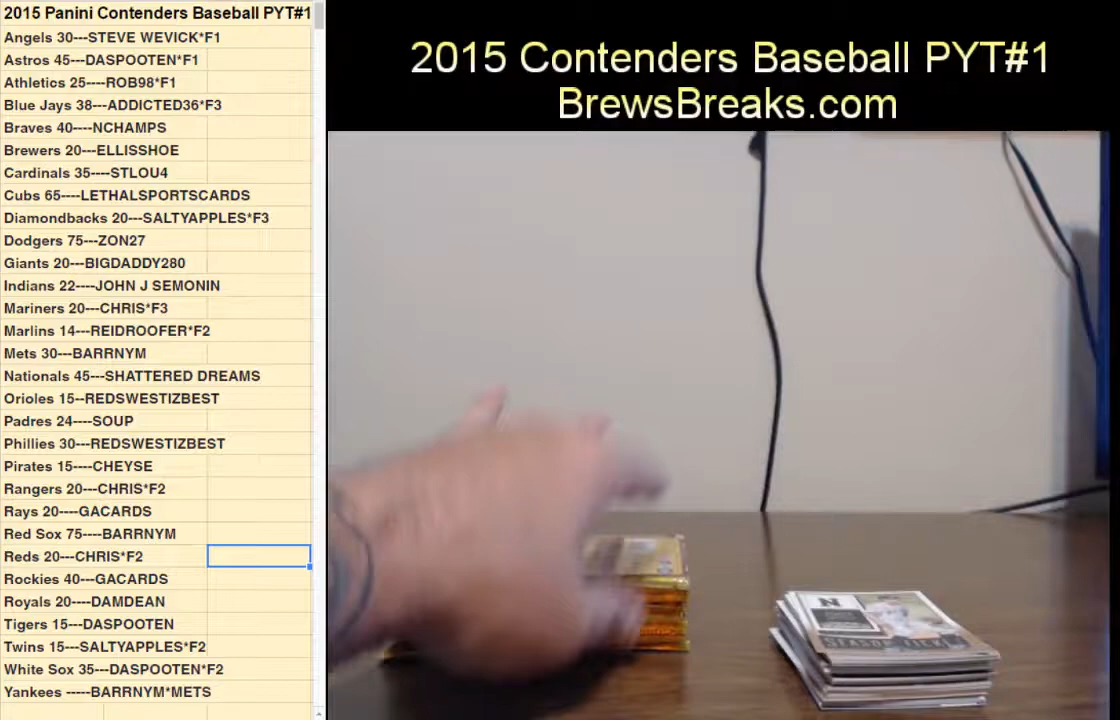 2015 Panini Contenders Baseball PYT#1
Angels 30---STEVE WEVICK*F1
Astros 45---DASPOOTEN*F1
Athletics 25----ROB98*F1
Blue Jays 38---ADDICTED36*F3
Braves 40----NCHAMPS
Brewers 20---ELLISSHOE
Cardinals 35----STLOU4
Cubs 65----LETHALSPORTSCARDS
Diamondbacks 20---SALTYAPPLES*F3
Dodgers 75---ZON27
Giants 20---BIGDADDY280
Indians 22----JOHN J SEMONIN
Mariners 20---CHRIS*F3
Marlins 14---REIDROOFER*F2
Mets 30---BARRNYM
Nationals 45---SHATTERED DREAMS
Orioles 15--REDSWESTIZBEST
Padres 24----SOUP
Phillies 30---REDSWESTIZBEST
Pirates 15----CHEYSE
Rangers 20---CHRIS*F2
Rays 20----GACARDS
Red Sox 75----BARRNYM
Reds 20---CHRIS*F2
Rockies 40---GACARDS
Royals 20----DAMDEAN
Tigers 15---DASPOOTEN
Twins 15---SALTYAPPLES*F2
White Sox 35----DASPOOTEN*F2
Yankees -----BARRNYM*METS
2015 Contenders Baseball PYT#1
BrewsBreaks.com
N